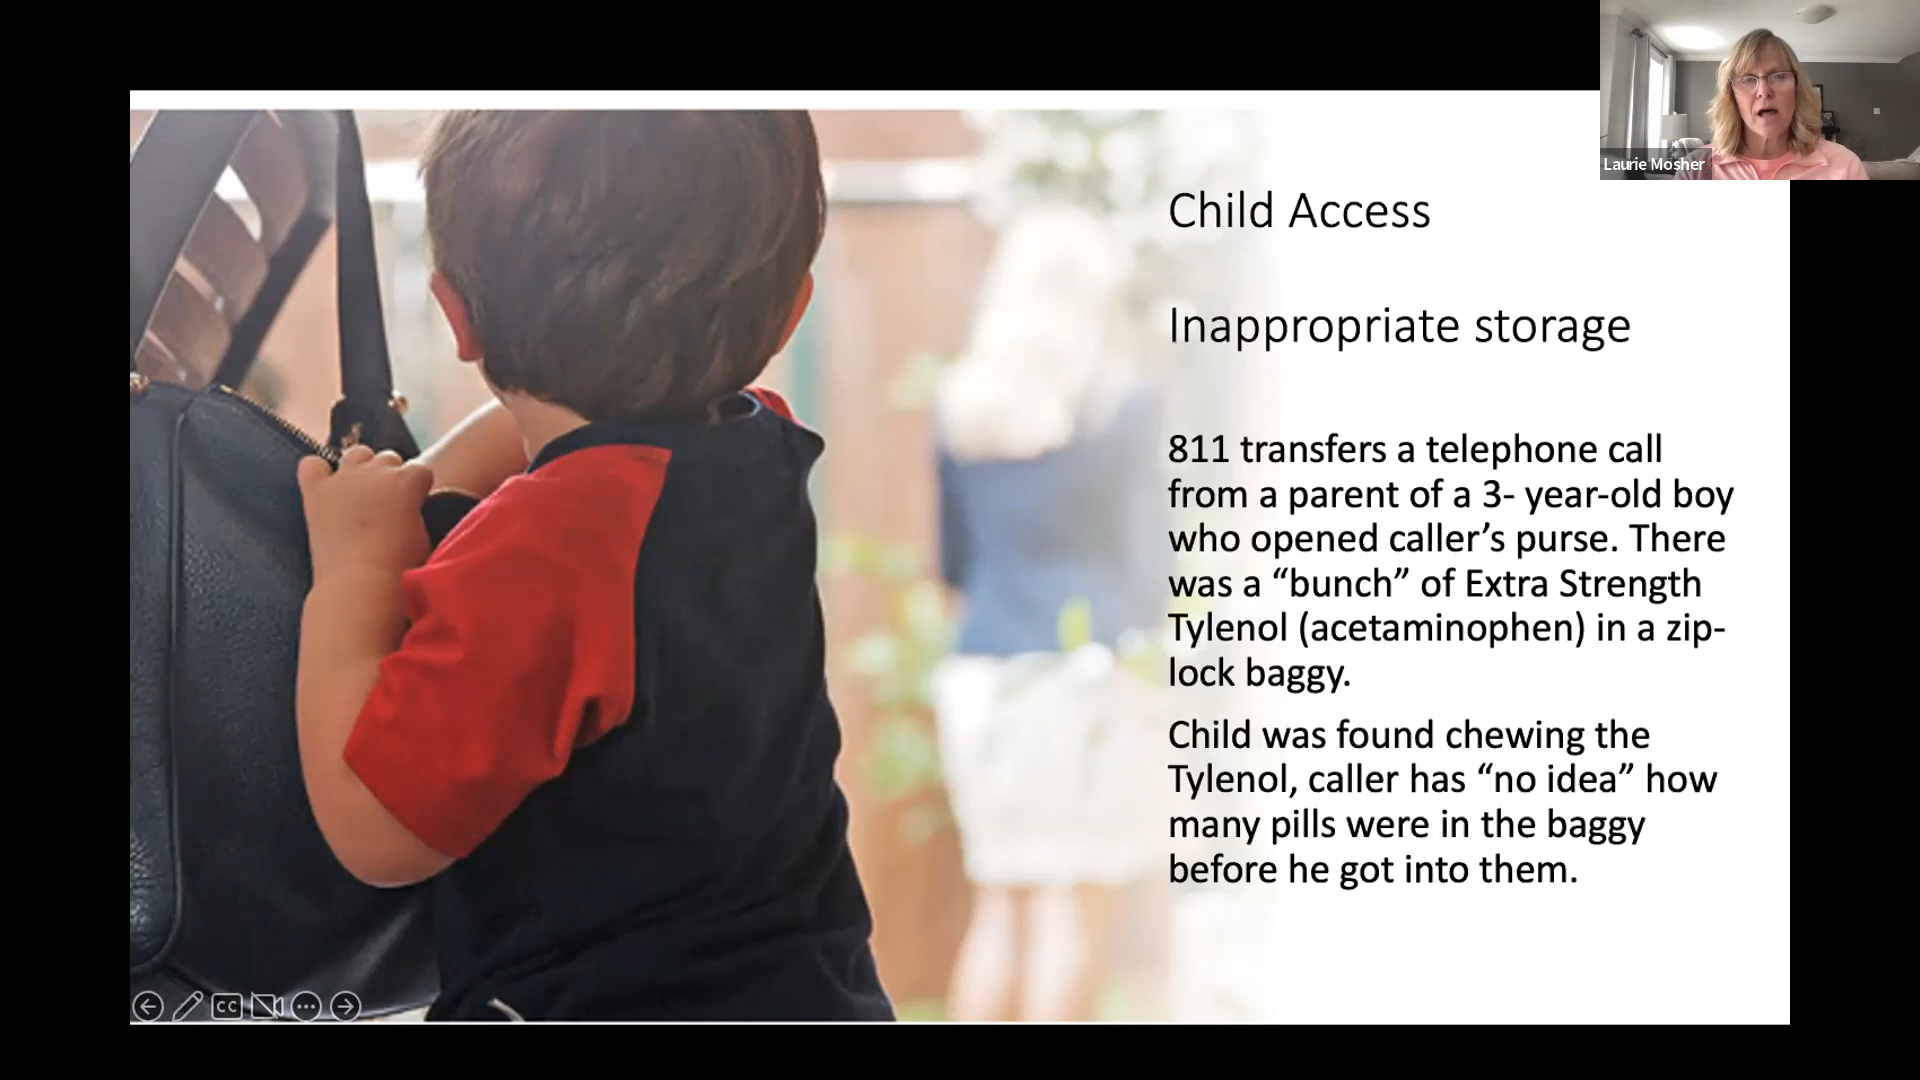 Laurie Mosher
Child Access
Inappropriate storage
811 transfers a telephone call
from a parent of a 3- year-old boy
who opened caller’s purse. There
was a “bunch” of Extra Strength
Tylenol (acetaminophen) in a zip-
lock baggy.
Child was found chewing the
Tylenol, caller has “no idea” how
many pills were in the baggy
before he got into them.
CC